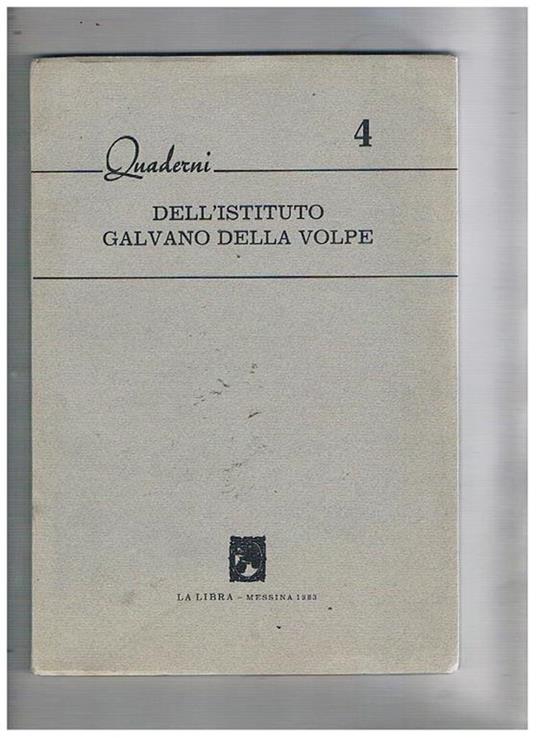 4
Quaderni
DELL'ISTITUTO
GALVANO DELLA VOLPE
LA LIBRA – MESSINA 1983